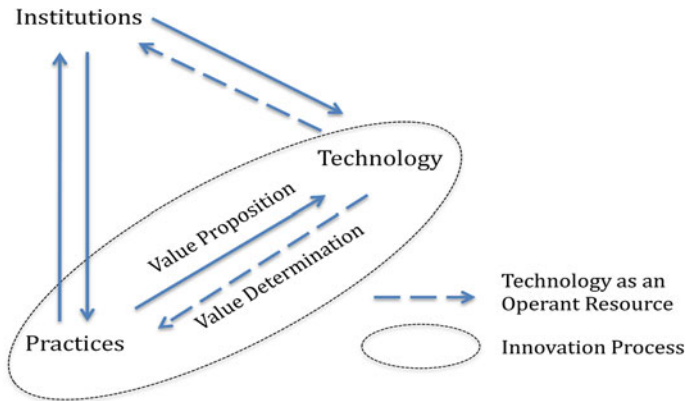 Institutions
Technology
Value Proposition
Value Determination
Practices
Technology as an
Operant Resource
Innovation Process